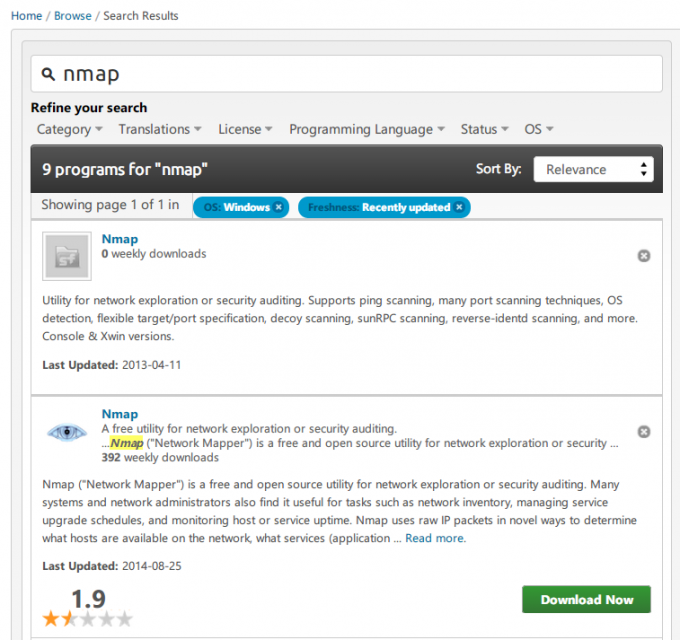 Home / Browse / Search Results
nmap
Refine your search
Category Translations License Programming Language Status OS
9 programs for "nmap" Sort By: Relevance
Showing page 1 of 1 in OS: Windows Freshness: Recently updated
Nmap
0 weekly downloads
sf
Utility for network exploration or security auditing. Supports ping scanning, many port scanning techniques, OS
detection, flexible target/port specification, decoy scanning, sunRPC scanning, reverse-identd scanning, and more.
Console & Xwin versions.
Last Updated: 2013-04-11
Nmap
A free utility for network exploration or security auditing.
...Nmap ("Network Mapper") is a free and open source utility for network exploration or security ...
392 weekly downloads
Nmap ("Network Mapper") is a free and open source utility for network exploration or security auditing. Many
systems and network administrators also find it useful for tasks such as network inventory, managing service
upgrade schedules, and monitoring host or service uptime. Nmap uses raw IP packets in novel ways to determine
what hosts are available on the network, what services (application ... Read more.
Last Updated: 2014-08-25
1.9
Download Now